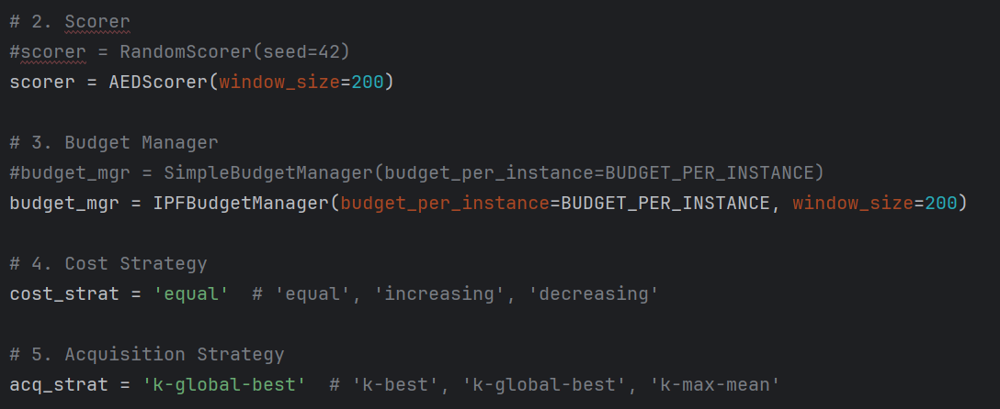 # 2. Scorer
#scorer = RandomScorer(seed=42)
scorer = AEDScorer(window_size=200)
# 3. Budget Manager
#budget_mgr = SimpleBudgetManager(budget_per_instance=BUDGET_PER_INSTANCE)
budget_mgr = IPFBudgetManager(budget_per_instance=BUDGET_PER_INSTANCE, window_size=200)
# 4. Cost Strategy
cost_strat = 'equal'  # 'equal', 'increasing', 'decreasing'
# 5. Acquisition Strategy
acq_strat = 'k-global-best'  # 'k-best', 'k-global-best', 'k-max-mean'